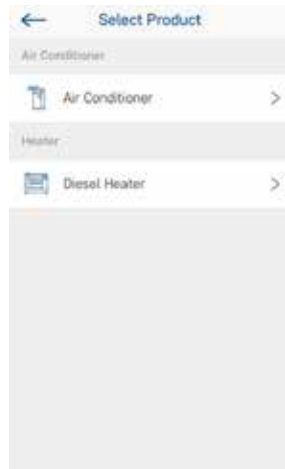 Select Product
Air Conditioner
Air Conditioner
Heater
Diesel Heater